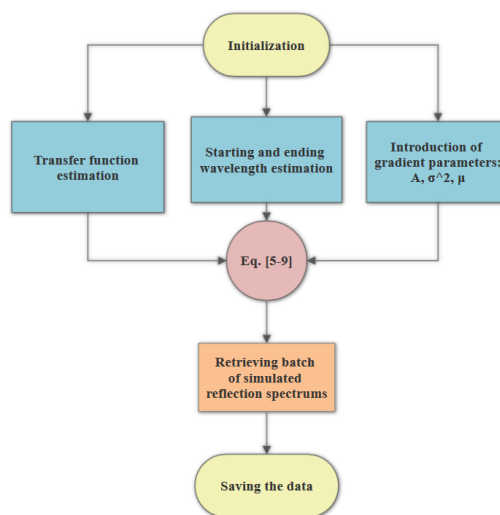 Initialization
Transfer function
estimation
Starting and ending
wavelength estimation
Introduction of
gradient parameters:
A, σ^2, μ
Eq. [5-9]
Retrieving batch
of simulated
reflection spectrums
Saving the data